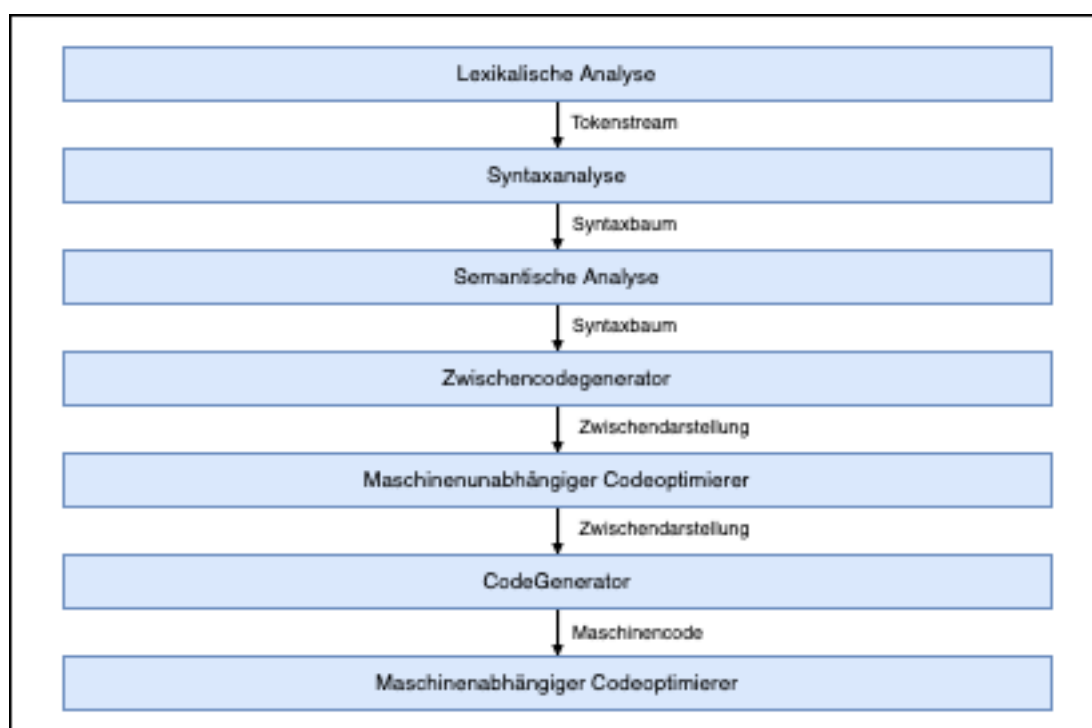 Lexikalische Analyse
Tokenstream
Syntaxanalyse
Syntaxbaum
Semantische Analyse
Syntaxbaum
Zwischencodegenerator
Zwischendarstellung
Maschinenunabhängiger Codeoptimierer
Zwischendarstellung
CodeGenerator
Maschinencode
Maschinenabhängiger Codeoptimierer